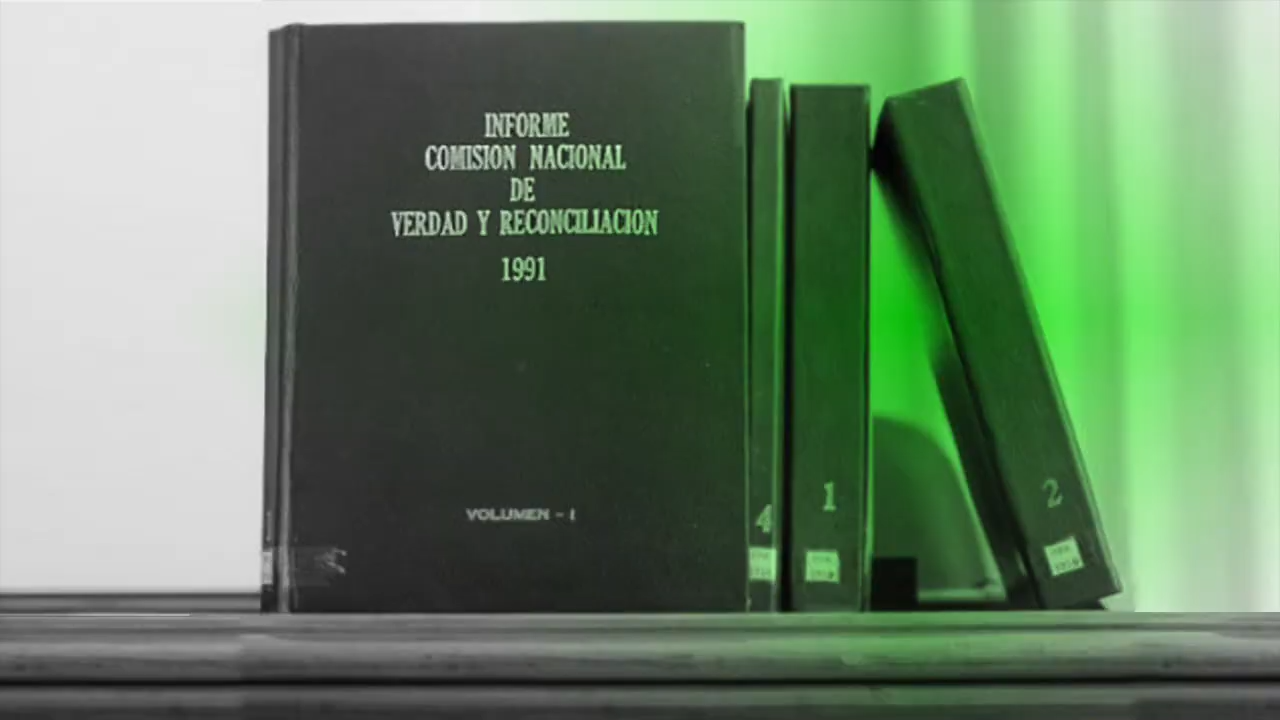 INFORME
COMISION NACIONAL
DE
VERDAD Y RECONCILIACION
1991
VOLUMEN - I
4
1
2